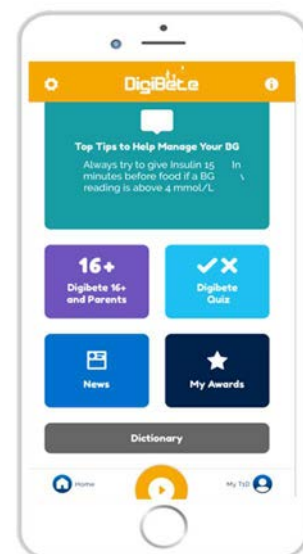 DigiBete
Top Tips to Help Manage Your BG
Always try to give Insulin 15 In
minutes before food if a BG
reading is above 4 mmol/L
16+
Digibete 16+
and Parents
Digibete
Quiz
News
My Awards
Dictionary
Home
My T1D